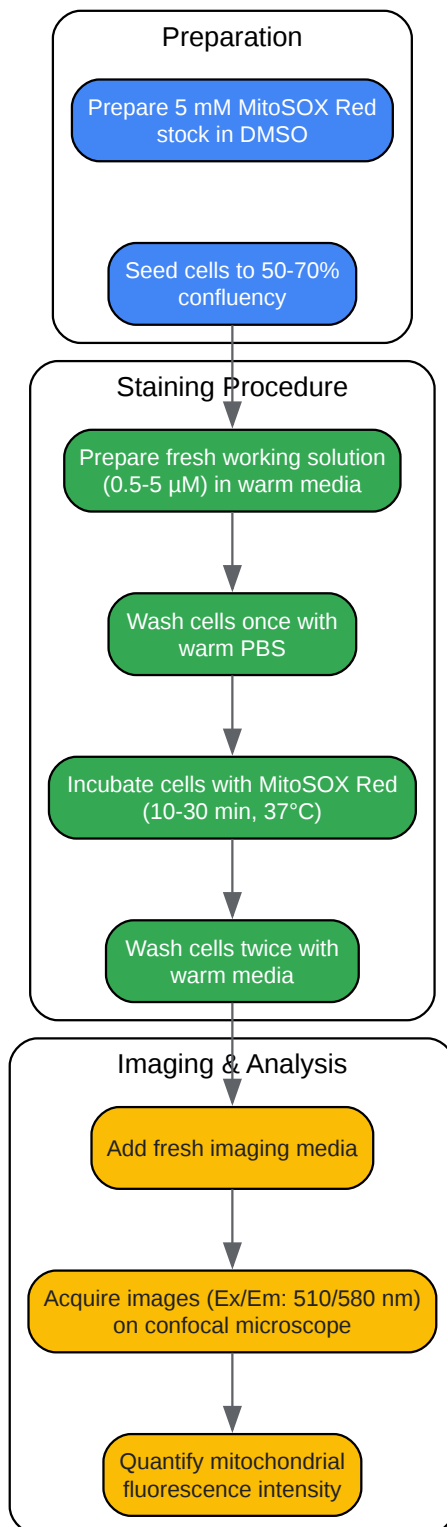 Preparation
Prepare 5 mM MitoSOX Red
stock in DMSO
Seed cells to 50-70%
confluency
Staining Procedure
Prepare fresh working solution
(0.5-5 µM) in warm media
Wash cells once with
warm PBS
Incubate cells with MitoSOX Red
(10-30 min, 37°C)
Wash cells twice with
warm media
Imaging & Analysis
Add fresh imaging media
Acquire images (Ex/Em: 510/580 nm)
on confocal microscope
Quantify mitochondrial
fluorescence intensity